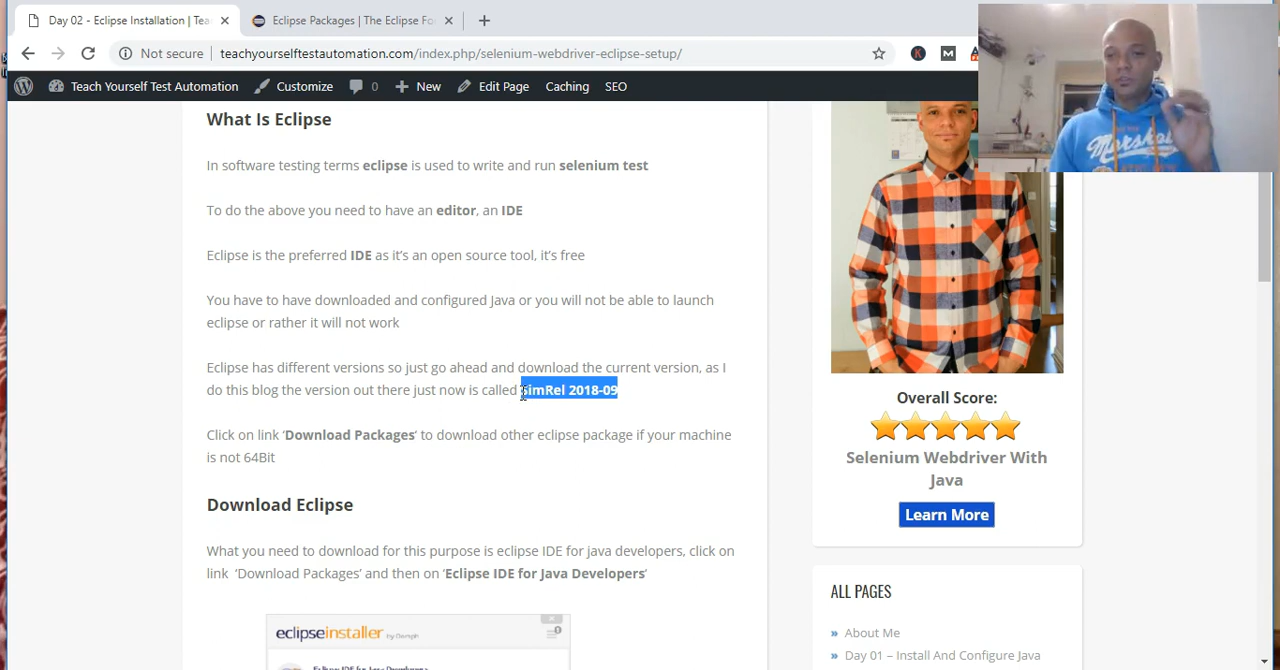 Day 02 - Eclipse Installation | Tea
Eclipse Packages | The Eclipse Fo
Not secure
teachyourselftestautomation.com/index.php/selenium-webdriver-eclipse-setup/
Teach Yourself Test Automation
Customize
0
New
Edit Page
Caching
SEO
What Is Eclipse
In software testing terms eclipse is used to write and run selenium test
To do the above you need to have an editor, an IDE
Eclipse is the preferred IDE as it's an open source tool, it's free
You have to have downloaded and configured Java or you will not be able to launch
eclipse or rather it will not work
Eclipse has different versions so just go ahead and download the current version, as I
do this blog the version out there just now is called SimRel 2018-09
Click on link 'Download Packages' to download other eclipse package if your machine
is not 64Bit
Download Eclipse
What you need to download for this purpose is eclipse IDE for java developers, click on
link 'Download Packages' and then on 'Eclipse IDE for Java Developers'
eclipseinstaller by Oomph
Overall Score:
Selenium Webdriver With
Java
Learn More
ALL PAGES
» About Me
» Day 01 – Install And Configure Java